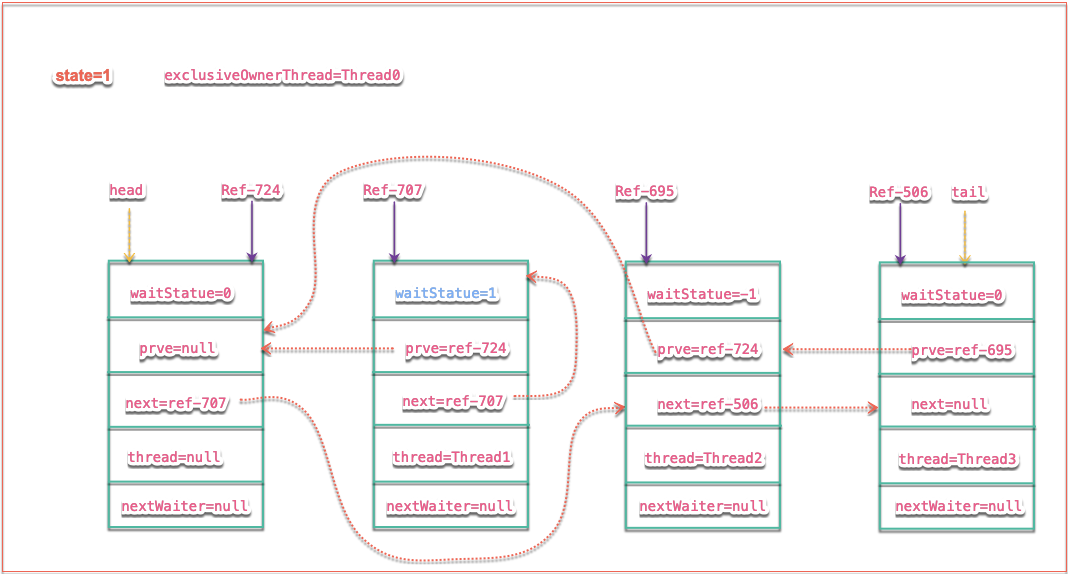 state=1 exclusiveOwnerThread=Thread0
head Ref-724 Ref-707 Ref-695 Ref-506 tail
waitStatue=0 waitStatue=1 waitStatue=-1 waitStatue=0
prve=null prve=ref-724 prve=ref-724 prve=ref-695
next=ref-707 next=ref-707 next=ref-506 next=null
thread=null thread=Thread1 thread=Thread2 thread=Thread3
nextWaiter=null nextWaiter=null nextWaiter=null nextWaiter=null